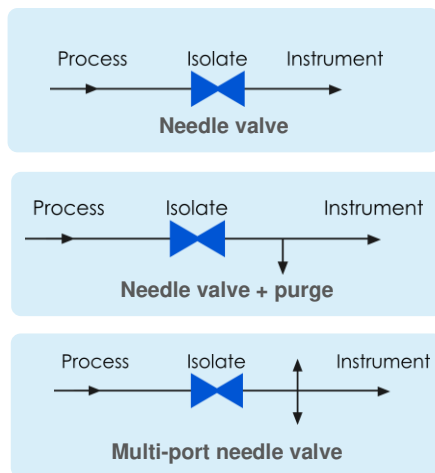 Process Isolate Instrument
Needle valve
Process Isolate Instrument
Needle valve + purge
Process Isolate Instrument
Multi-port needle valve